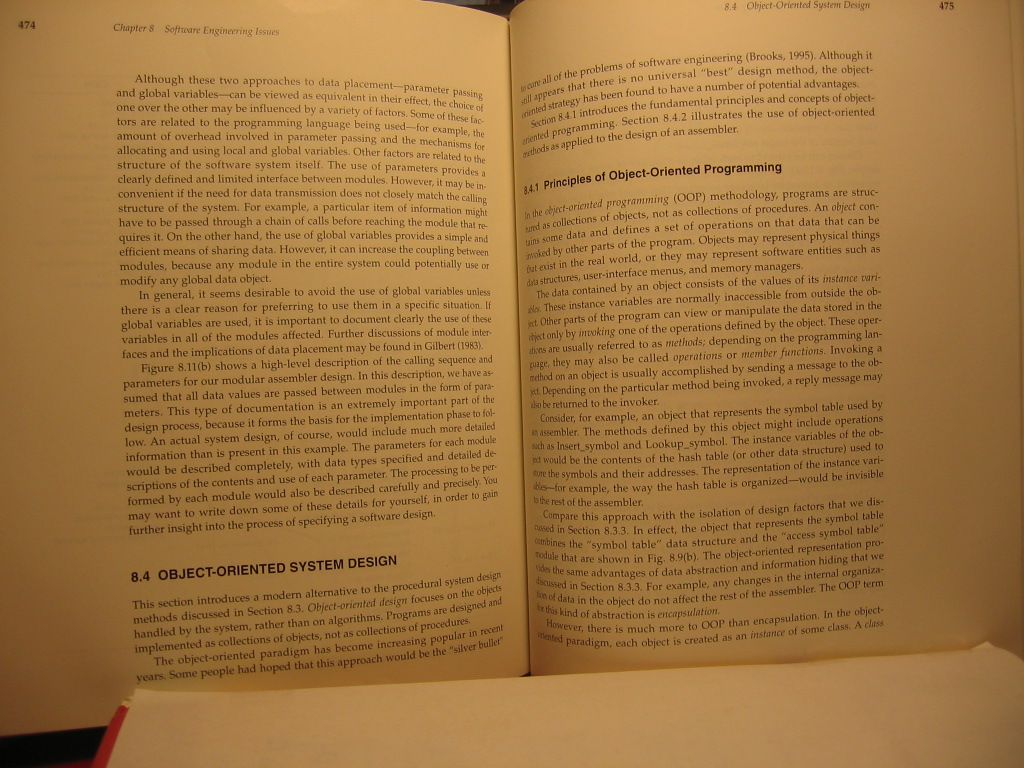 474
Chapter 8 Software Engineering Issues
Although these two approaches to data placement—parameter passing
and global variables—can be viewed as equivalent in their effect, the choice of
one over the other may be influenced by a variety of factors. Some of these fac-
tors are related to the programming language being used—for example, the
amount of overhead involved in parameter passing and the mechanisms for
allocating and using local and global variables. Other factors are related to the
structure of the software system itself. The use of parameters provides a
clearly defined and limited interface between modules. However, it may be in-
convenient if the need for data transmission does not closely match the calling
structure of the system. For example, a particular item of information might
have to be passed through a chain of calls before reaching the module that re-
quires it. On the other hand, the use of global variables provides a simple and
efficient means of sharing data. However, it can increase the coupling between
modules, because any module in the entire system could potentially use or
modify any global data object.
In general, it seems desirable to avoid the use of global variables unless
there is a clear reason for preferring to use them in a specific situation. If
global variables are used, it is important to document clearly the use of these
variables in all of the modules affected. Further discussions of module inter-
faces and the implications of data placement may be found in Gilbert (1983).
Figure 8.11(b) shows a high-level description of the calling sequence and
parameters for our modular assembler design. In this description, we have as-
sumed that all data values are passed between modules in the form of para-
meters. This type of documentation is an extremely important part of the
design process, because it forms the basis for the implementation phase to fol-
low. An actual system design, of course, would include much more detailed
information than is present in this example. The parameters for each module
would be described completely, with data types specified and detailed de-
scriptions of the contents and use of each parameter. The processing to be per-
formed by each module would also be described carefully and precisely. You
may want to write down some of these details for yourself, in order to gain
further insight into the process of specifying a software design.
8.4 OBJECT-ORIENTED SYSTEM DESIGN
This section introduces a modern alternative to the procedural system design
methods discussed in Section 8.3. Object-oriented design focuses on the objects
handled by the system, rather than on algorithms. Programs are designed and
implemented as collections of objects, not as collections of procedures.
The object-oriented paradigm has become increasing popular in recent
years. Some people had hoped that this approach would be the "silver bullet"
8.4 Object-Oriented System Design
475
to cure all of the problems of software engineering (Brooks, 1995). Although it
still appears that there is no universal "best" design method, the object-
oriented strategy has been found to have a number of potential advantages.
Section 8.4.1 introduces the fundamental principles and concepts of object-
oriented programming. Section 8.4.2 illustrates the use of object-oriented
methods as applied to the design of an assembler.
8.4.1 Principles of Object-Oriented Programming
In the object-oriented programming (OOP) methodology, programs are struc-
tured as collections of objects, not as collections of procedures. An object con-
tains some data and defines a set of operations on that data that can be
invoked by other parts of the program. Objects may represent physical things
that exist in the real world, or they may represent software entities such as
data structures, user-interface menus, and memory managers.
The data contained by an object consists of the values of its instance vari-
ables. These instance variables are normally inaccessible from outside the ob-
ject. Other parts of the program can view or manipulate the data stored in the
object only by invoking one of the operations defined by the object. These oper-
ations are usually referred to as methods; depending on the programming lan-
guage, they may also be called operations or member functions. Invoking a
method on an object is usually accomplished by sending a message to the ob-
ject. Depending on the particular method being invoked, a reply message may
also be returned to the invoker.
Consider, for example, an object that represents the symbol table used by
an assembler. The methods defined by this object might include operations
such as Insert_symbol and Lookup_symbol. The instance variables of the ob-
ject would be the contents of the hash table (or other data structure) used to
store the symbols and their addresses. The representation of the instance vari-
ables—for example, the way the hash table is organized—would be invisible
to the rest of the assembler.
Compare this approach with the isolation of design factors that we dis-
cussed in Section 8.3.3. In effect, the object that represents the symbol table
combines the "symbol table" data structure and the "access symbol table"
module that are shown in Fig. 8.9(b). The object-oriented representation pro-
vides the same advantages of data abstraction and information hiding that we
discussed in Section 8.3.3. For example, any changes in the internal organiza-
tion of data in the object do not affect the rest of the assembler. The OOP term
for this kind of abstraction is encapsulation.
However, there is much more to OOP than encapsulation. In the object-
oriented paradigm, each object is created as an instance of some class. A class